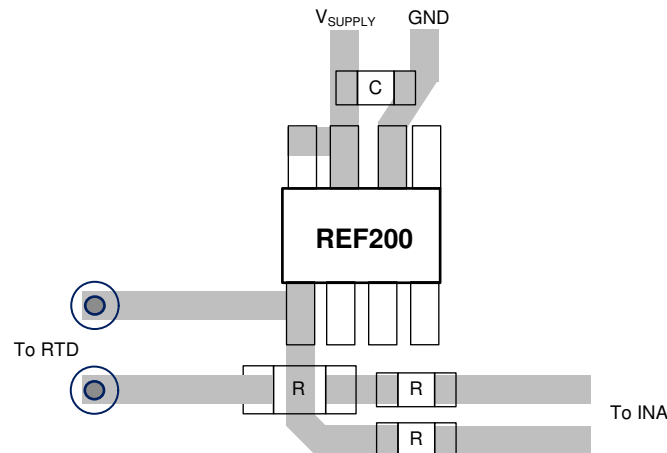 VSUPPLY GND
C
REF200
To RTD
R R
To INA
R